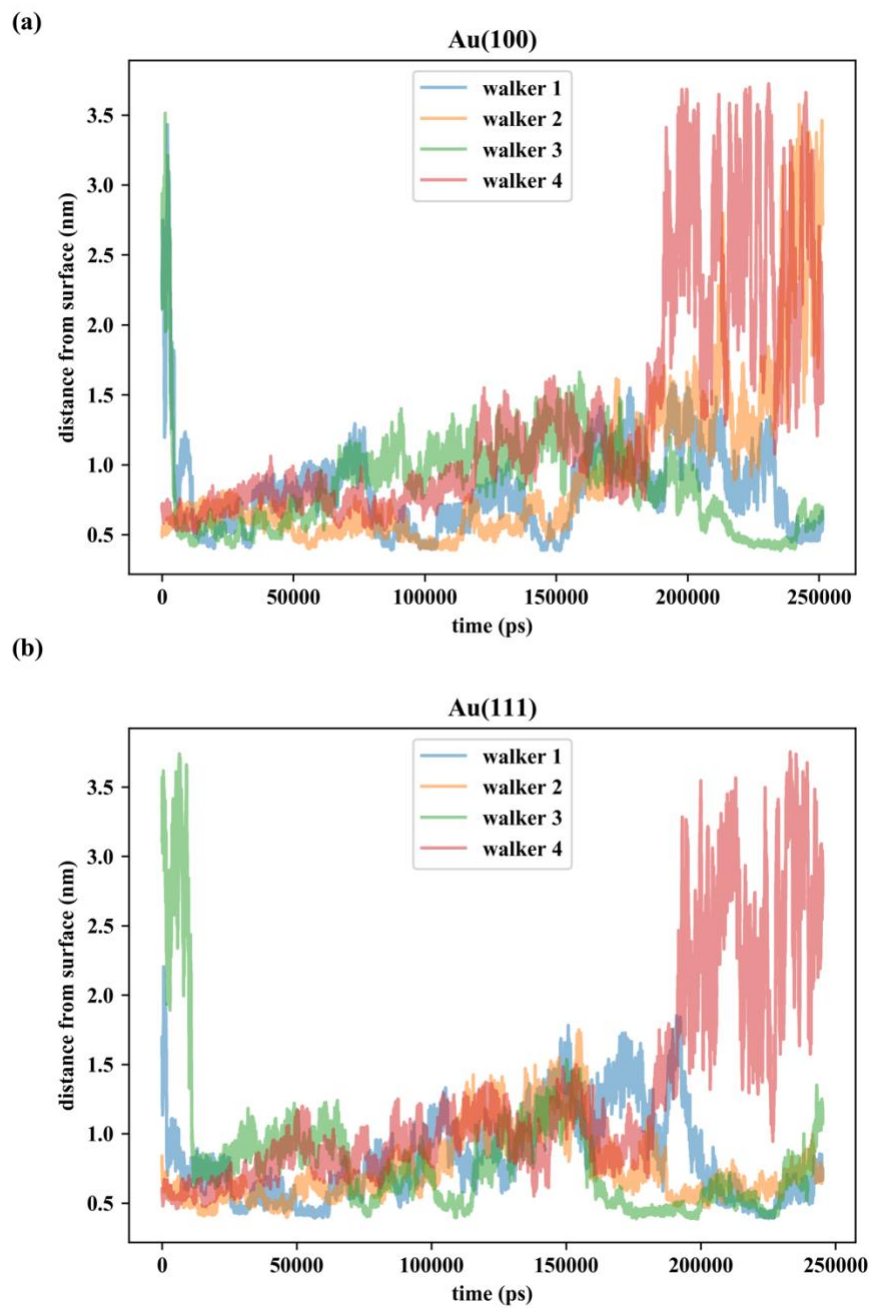 (a)
Au(100)
walker 1
walker 2
walker 3
walker 4
3.5
3.0
2.5
2.0
1.5
1.0
0.5
distance from surface (nm)
0 50000 100000 150000 200000 250000
time (ps)
(b)
Au(111)
walker 1
walker 2
walker 3
walker 4
3.5
3.0
2.5
2.0
1.5
1.0
0.5
distance from surface (nm)
0 50000 100000 150000 200000 250000
time (ps)